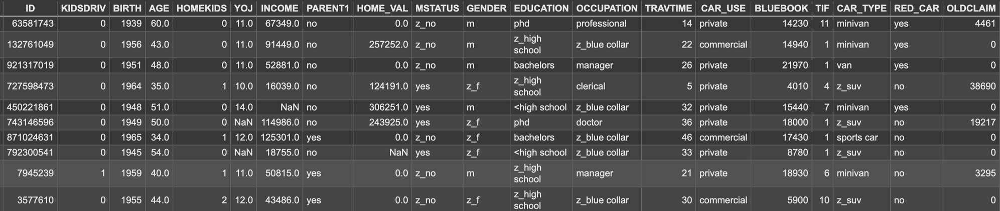 ID KIDSDRIV BIRTH AGE HOMEKIDS YOJ INCOME PARENT1 HOME_VAL MSTATUS GENDER EDUCATION OCCUPATION TRAVTIME CAR_USE BLUEBOOK TIF CAR_TYPE RED_CAR OLDCLAIM
63581743 0 1939 60.0 0 11.0 67349.0 no 0.0 z_no m phd professional 14 private 14230 11 minivan yes 4461
132761049 0 1956 43.0 0 11.0 91449.0 no 257252.0 z_no m z_high school z_blue collar 22 commercial 14940 1 minivan yes 0
921317019 0 1951 48.0 0 11.0 52881.0 no 0.0 z_no m bachelors manager 26 private 21970 1 van yes 0
727598473 0 1964 35.0 1 10.0 16039.0 no 124191.0 yes z_f z_high school clerical 5 private 4010 4 z_suv no 38690
450221861 0 1948 51.0 0 14.0 NaN no 306251.0 yes m <high school z_blue collar 32 private 15440 7 minivan yes 0
743146596 0 1949 50.0 0 NaN 114986.0 no 243925.0 yes z_f phd doctor 36 private 18000 1 z_suv no 19217
871024631 0 1965 34.0 1 12.0 125301.0 yes 0.0 z_no z_f bachelors z_blue collar 46 commercial 17430 1 sports car no 0
792300541 0 1945 54.0 0 NaN 18755.0 no NaN yes z_f <high school z_blue collar 33 private 8780 1 z_suv no 0
7945239 1 1959 40.0 1 11.0 50815.0 yes 0.0 z_no m z_high school manager 21 private 18930 6 minivan no 3295
3577610 0 1955 44.0 2 12.0 43486.0 yes 0.0 z_no z_f z_high school z_blue collar 30 commercial 5900 10 z_suv no 0